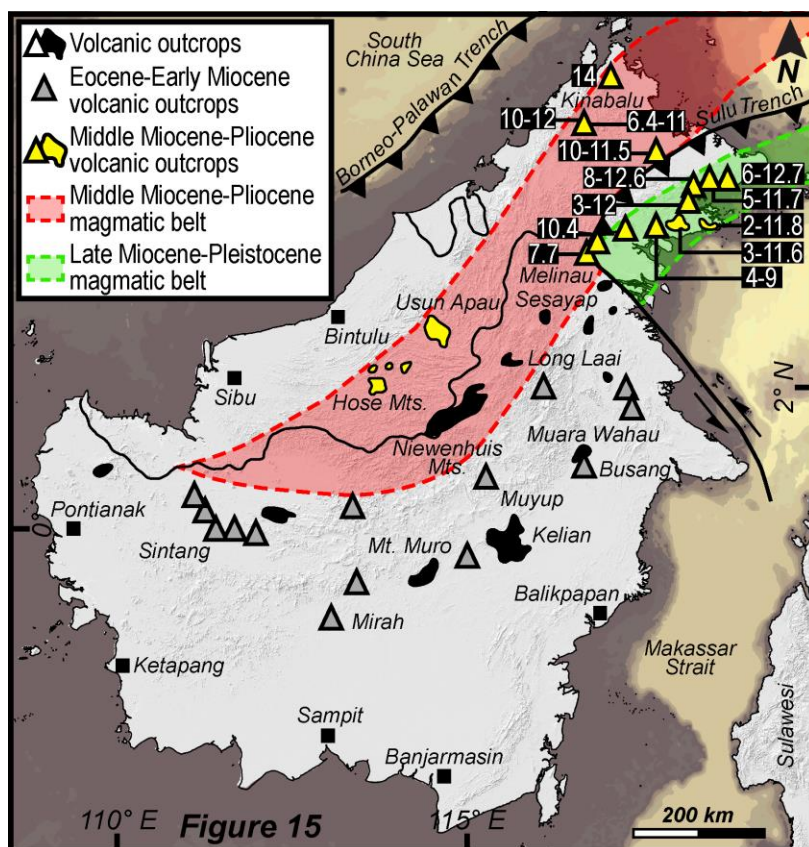 Volcanic outcrops
Eocene-Early Miocene
volcanic outcrops
Middle Miocene-Pliocene
volcanic outcrops
Middle Miocene-Pliocene
magmatic belt
Late Miocene-Pleistocene
magmatic belt
South
China Sea
Borneo-Palawan Trench
N
14
Kinabalu
Sulu Trench
10-12
6.4-11
10-11.5
8-12.6
6-12.7
3-12
5-11.7
10.4
2-11.8
7.7
3-11.6
4-9
Melinau
Sesayap
Usun Apau
Bintulu
Long Laai
Sibu
2° N
Hose Mts.
Niewenhuis
Mts.
Muara Wahau
Busang
Muyup
Pontianak
0°
Sintang
Kelian
Mt. Muro
Balikpapan
Mirah
Makassar
Strait
Ketapang
Sulawesi
Sampit
Banjarmasin
110° E
Figure 15
115° E
200 km